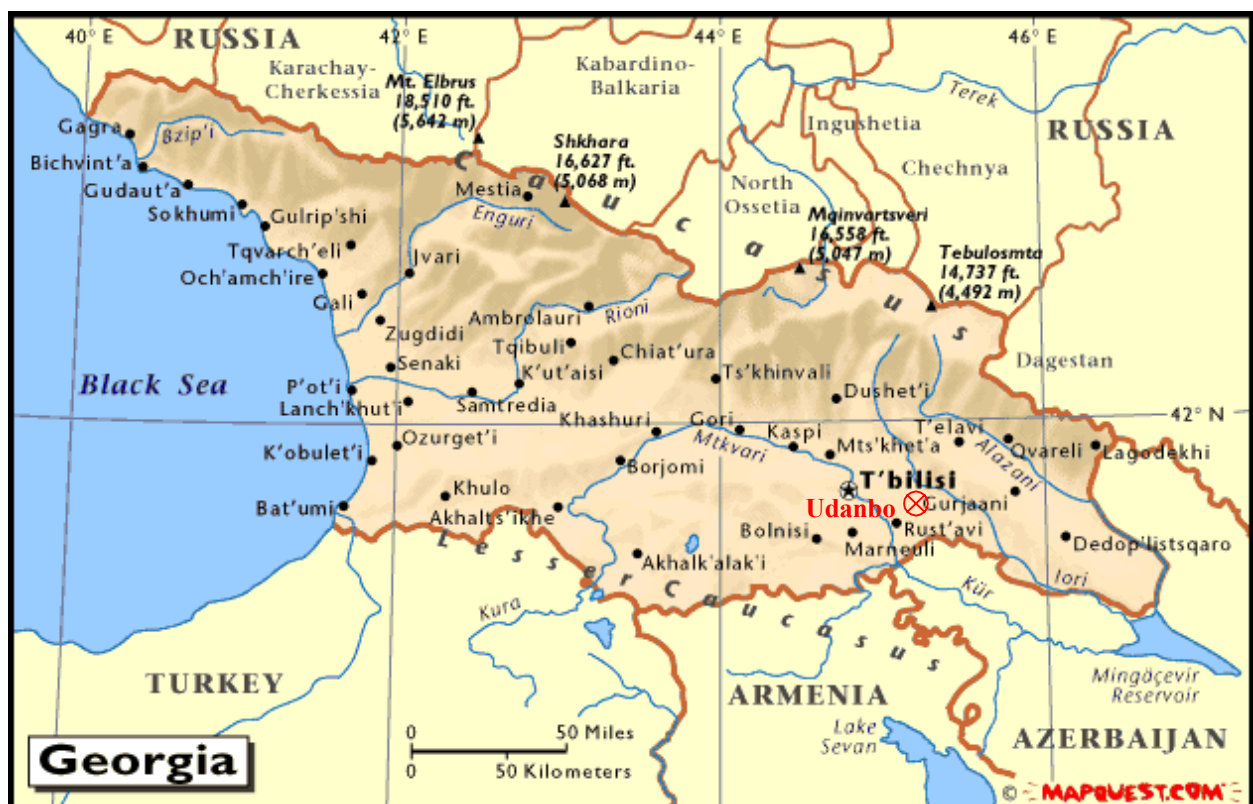 40° E
42° E
44° E
46° E
RUSSIA
Karachay-
Cherkessia
Mt. Elbrus
18,510 ft.
(5,642 m)
Kabardino-
Balkaria
Terek
Ingushetia
RUSSIA
Chechnya
Gagra
Bzip'i
Bichvint'a
Gudaut'a
Sokhumi
Gulrip'shi
Shkhara
16,627 ft.
(5,068 m)
Caucasus
Mestia
Enguri
North
Ossetia
Mqinvartsveri
16,558 ft.
(5,047 m)
Tebulosmta
14,737 ft.
(4,492 m)
Tqvarch'eli
Och'amch'ire
Jvari
Gali
Zugdidi
Ambrolauri
Rioni
Tqibuli
Chiat'ura
Dagestan
Black Sea
Senaki
K'ut'aisi
Ts'khinvali
P'ot'i
Lanch'khut'i
Samtredia
Dushet'i
42° N
Khashuri
Gori
Mtkvari
Kaspi
Mts'khet'a
T'elavi
Alazani
Qvareli
Lagodekhi
K'obulet'i
Ozurget'i
Borjomi
T'bilisi
Udanbo
Gurjaani
Bat'umi
Khulo
Akhalts'ikhe
Bolnisi
Marneuli
Rust'avi
Dedop'listsqaro
Akhalk'alak'i
Lesser Caucasus
Kura
Kür
Iori
TURKEY
ARMENIA
Mingäçevir
Reservoir
Lake
Sevan
AZERBAIJAN
0 50 Miles
0 50 Kilometers
Georgia
© MAPQUEST.COM